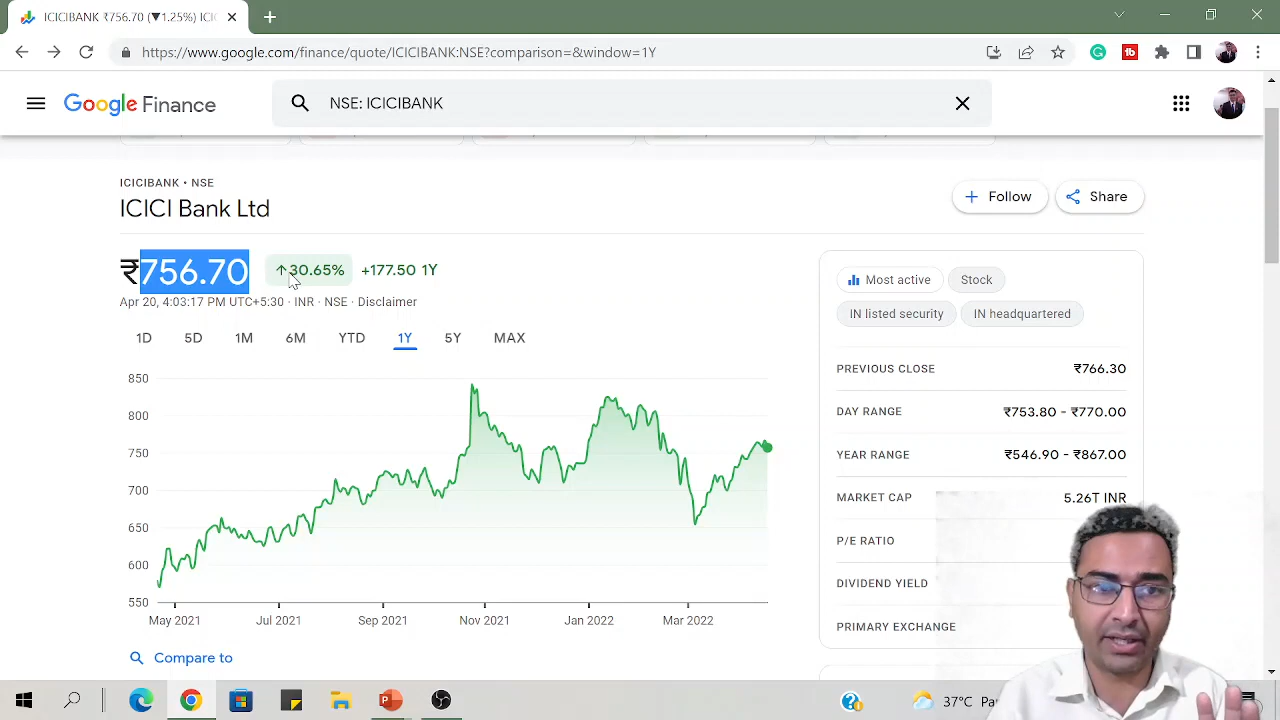 ICICIBANK ₹756.70 (▼1.25%) ICI
https://www.google.com/finance/quote/ICICIBANK:NSE?comparison=&window=1Y
Google Finance
NSE: ICICIBANK
ICICIBANK • NSE
ICICI Bank Ltd
Follow
Share
₹756.70
↑30.65%
+177.50 1Y
Apr 20, 4:03:17 PM UTC+5:30 · INR · NSE · Disclaimer
1D 5D 1M 6M YTD 1Y 5Y MAX
850
800
750
700
650
600
550
May 2021 Jul 2021 Sep 2021 Nov 2021 Jan 2022 Mar 2022
Compare to
Most active
Stock
IN listed security
IN headquartered
PREVIOUS CLOSE ₹766.30
DAY RANGE ₹753.80 - ₹770.00
YEAR RANGE ₹546.90 - ₹867.00
MARKET CAP 5.26T INR
P/E RATIO
DIVIDEND YIELD
PRIMARY EXCHANGE
37°C